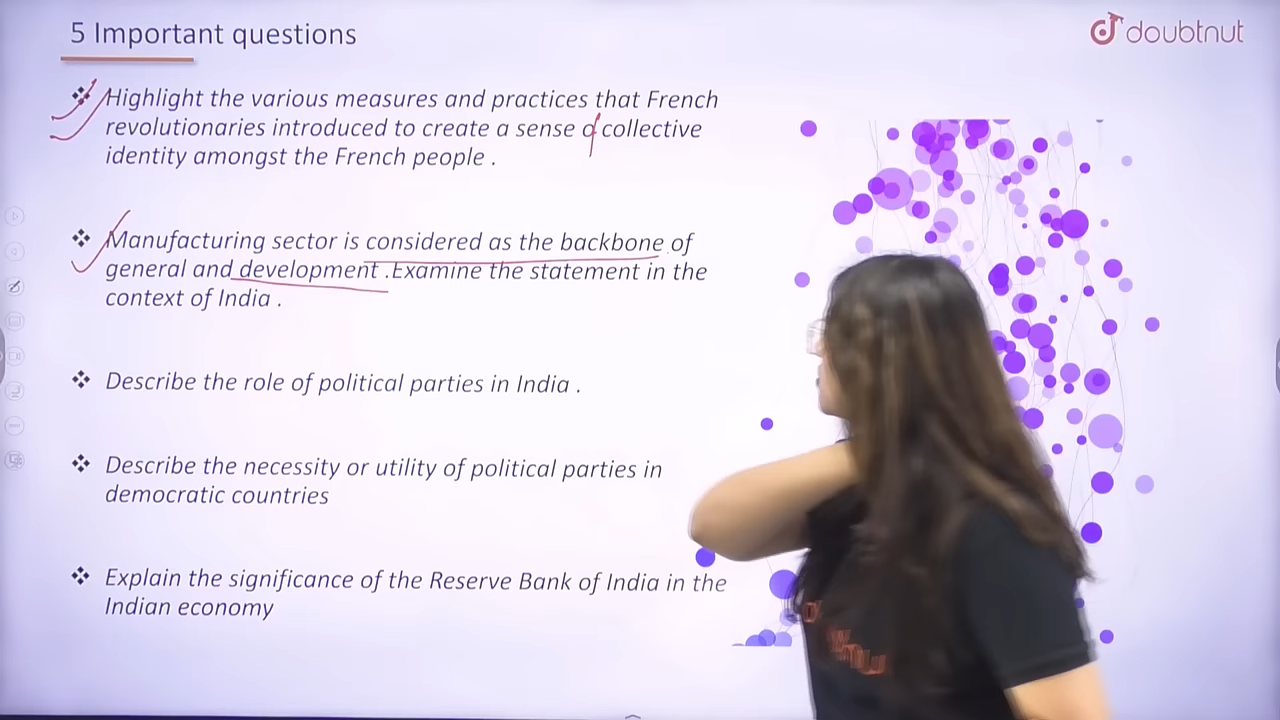 5 Important questions
doubtnut
Highlight the various measures and practices that French
revolutionaries introduced to create a sense of collective
identity amongst the French people .
Manufacturing sector is considered as the backbone of
general and development .Examine the statement in the
context of India .
Describe the role of political parties in India .
Describe the necessity or utility of political parties in
democratic countries
Explain the significance of the Reserve Bank of India in the
Indian economy